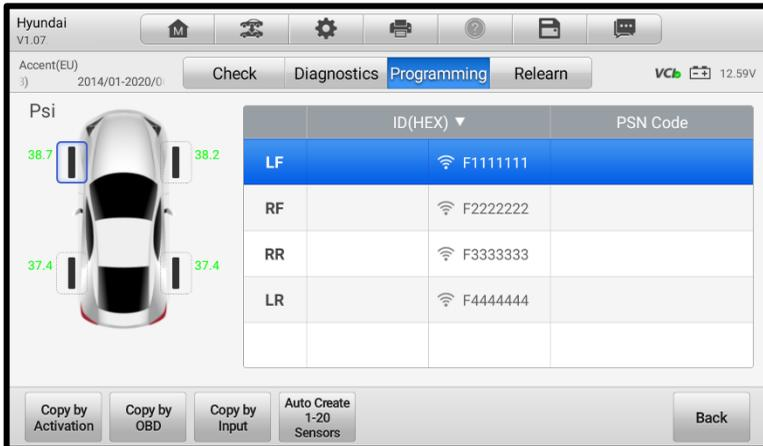 Hyundai
V1.07
M
?
Accent(EU)
3) 2014/01-2020/0
Check Diagnostics Programming Relearn
VCI 12.59V
Psi
ID(HEX) ▼ PSN Code
38.7 38.2
LF F1111111
RF F2222222
RR F3333333
37.4 37.4
LR F4444444
Copy by
Activation
Copy by
OBD
Copy by
Input
Auto Create
1-20
Sensors
Back